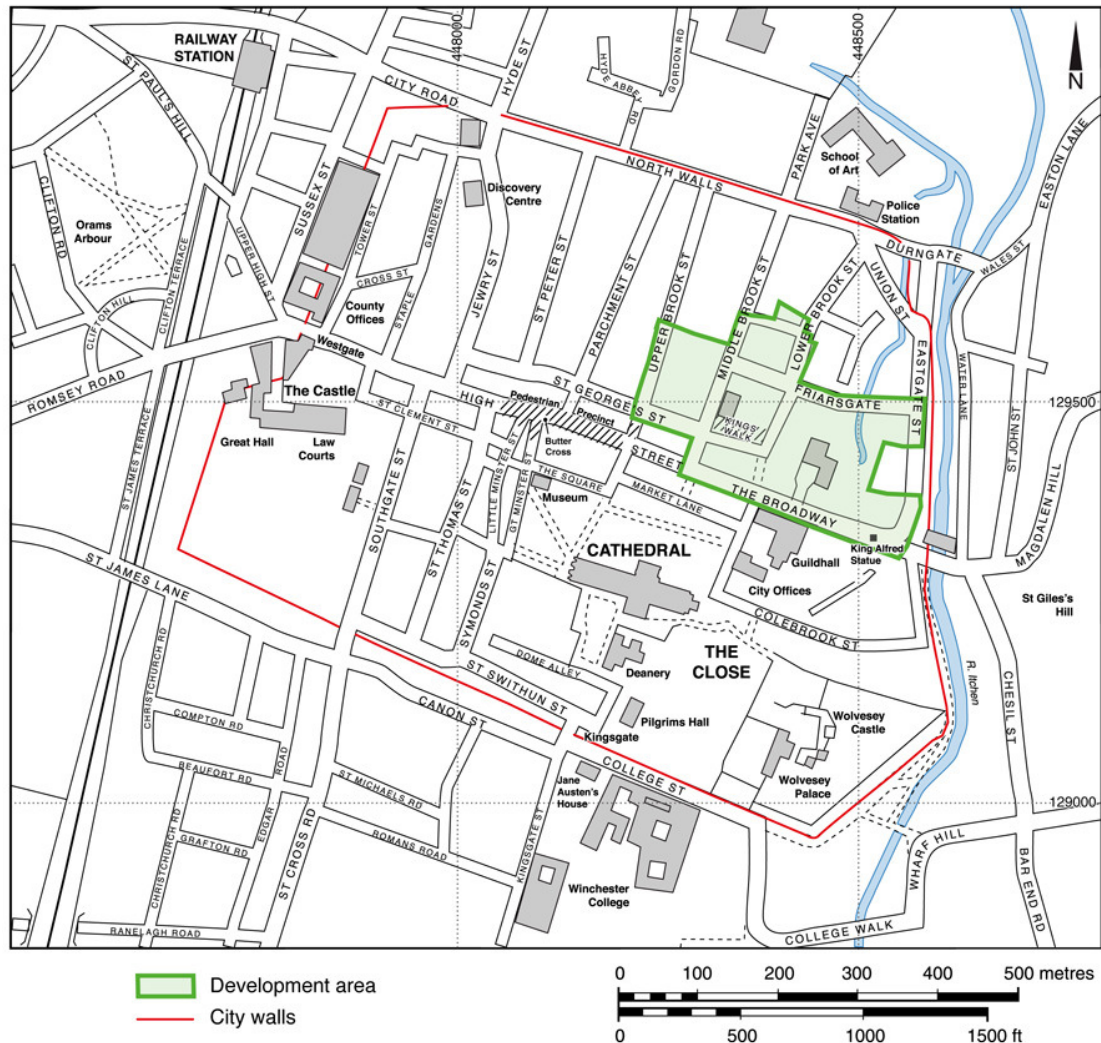 448000
448500
RAILWAY
STATION
ST PAUL'S HILL
CITY ROAD
HYDE ST
HYDE ABBEY RD
GORDON RD
N
PARK AVE
School
of Art
EASTON LANE
CLIFTON RD
Orams
Arbour
SUSSEX ST
NORTH WALLS
Discovery
Centre
Police
Station
DURNGATE
WALES ST
UPPER HIGH ST
CLIFTON TERRACE
CLIFTON HILL
TOWER ST
STAPLE GARDENS
CROSS ST
County
Offices
JEWRY ST
ST PETER ST
PARCHMENT ST
UPPER BROOK ST
MIDDLE BROOK ST
LOWER BROOK ST
UNION ST
EASTGATE ST
WATER LANE
ST JOHN ST
Westgate
ROMSEY ROAD
The Castle
Great Hall
Law
Courts
ST CLEMENT ST.
HIGH
Pedestrian
Precinct
ST GEORGE'S ST
STREET
FRIARSGATE
KINGS'
WALK
129500
ST JAMES TERRACE
SOUTHGATE ST
ST THOMAS ST
LITTLE MINSTER ST
GT MINSTER ST
Butter
Cross
THE SQUARE
Museum
MARKET LANE
THE BROADWAY
King Alfred
Statue
MAGDALEN HILL
ST JAMES LANE
SYMONDS ST
CATHEDRAL
Guildhall
City Offices
COLEBROOK ST
St Giles's
Hill
CHRISTCHURCH RD
DOME ALLEY
Deanery
THE
CLOSE
R. Itchen
CHESIL ST
ST SWITHUN ST
CANON ST
Pilgrims Hall
Kingsgate
Wolvesey
Castle
COMPTON RD
BEAUFORT RD
EDGAR ROAD
ST MICHAELS RD
COLLEGE ST
Jane
Austen's
House
Wolvesey
Palace
129000
ROMANS ROAD
GRAFTON RD
CHRISTCHURCH RD
ST CROSS RD
KINGSGATE ST
Winchester
College
WHARF HILL
BAR END RD
RANELAGH ROAD
COLLEGE WALK
Development area
City walls
0 100 200 300 400 500 metres
0 500 1000 1500 ft